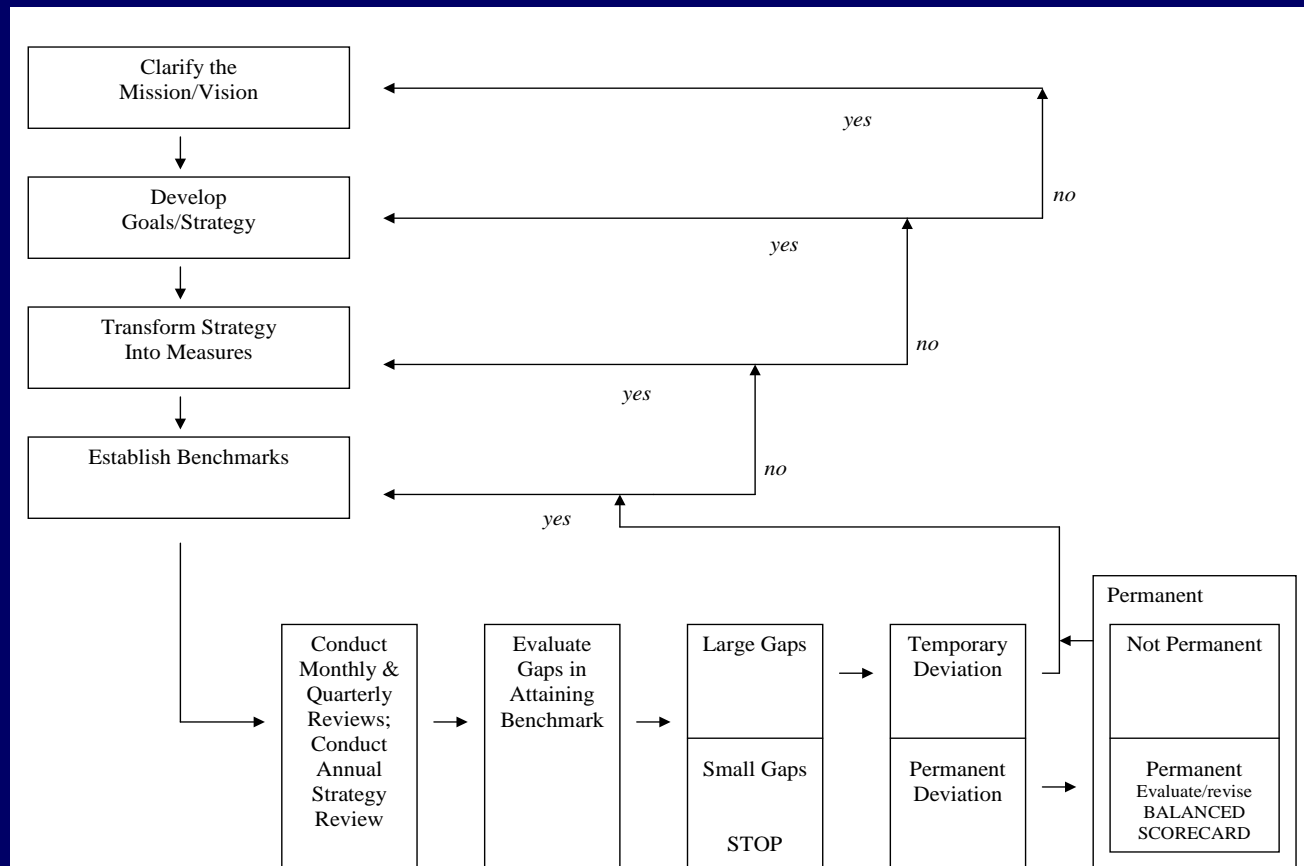 Clarify the
Mission/Vision
yes
Develop
Goals/Strategy
no
yes
Transform Strategy
Into Measures
no
yes
Establish Benchmarks
no
yes
Permanent
Conduct
Monthly &
Quarterly
Reviews;
Conduct
Annual
Strategy
Review
Evaluate
Gaps in
Attaining
Benchmark
Large Gaps
Small Gaps
STOP
Temporary
Deviation
Permanent
Deviation
Not Permanent
Permanent
Evaluate/revise
BALANCED
SCORECARD